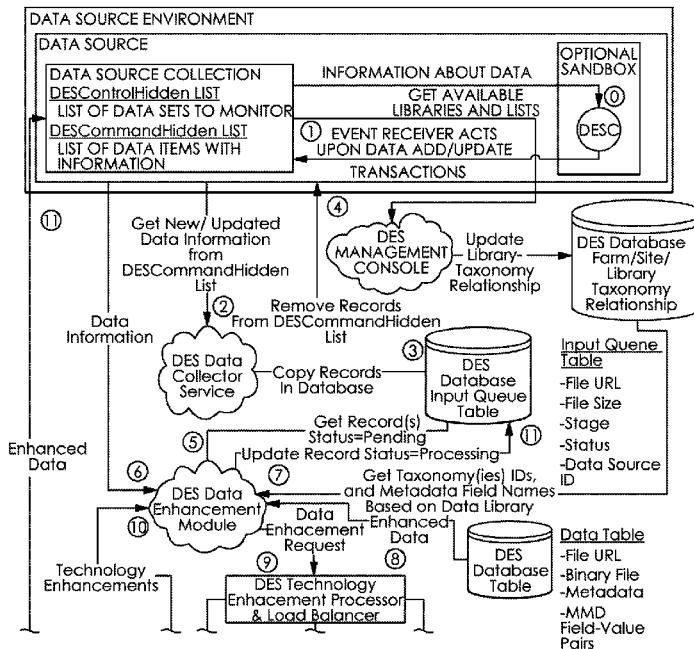 DATA SOURCE ENVIRONMENT
DATA SOURCE
DATA SOURCE COLLECTION
DESControlHidden LIST
LIST OF DATA SETS TO MONITOR
DESCommandHidden LIST
LIST OF DATA ITEMS WITH
INFORMATION
INFORMATION ABOUT DATA
GET AVAILABLE
LIBRARIES AND LISTS
1
EVENT RECEIVER ACTS
UPON DATA ADD/UPDATE
TRANSACTIONS
OPTIONAL
SANDBOX
0
DESC
11
Get New/ Updated
Data Information
from
DESCommandHidden
List
2
4
DES
MANAGEMENT
CONSOLE
Update
Library-
Taxonomy
Relationship
DES Database
Farm/Site/
Library
Taxonomy
Relationship
Remove Records
From DESCommandHidden
List
Data
Information
DES Data
Collector
Service
Copy Records
In Database
3
DES
Database
Input Queue
Table
Input Quene
Table
-File URL
-File Size
-Stage
-Status
-Data Source
ID
Enhanced
Data
5
Get Record(s)
Status=Pending
Update Record Status=Processing
11
6
7
Get Taxonomy(ies) IDs,
and Metadata Field Names
Based on Data Library
DES Data
Enhancement
Module
10
Enhanced
Data
Data
Enhacement
Request
Technology
Enhancements
9
8
DES Technology
Enhacement Processor
& Load Balancer
DES
Database
Table
Data Table
-File URL
-Binary File
-Metadata
-MMD
Field-Value
Pairs